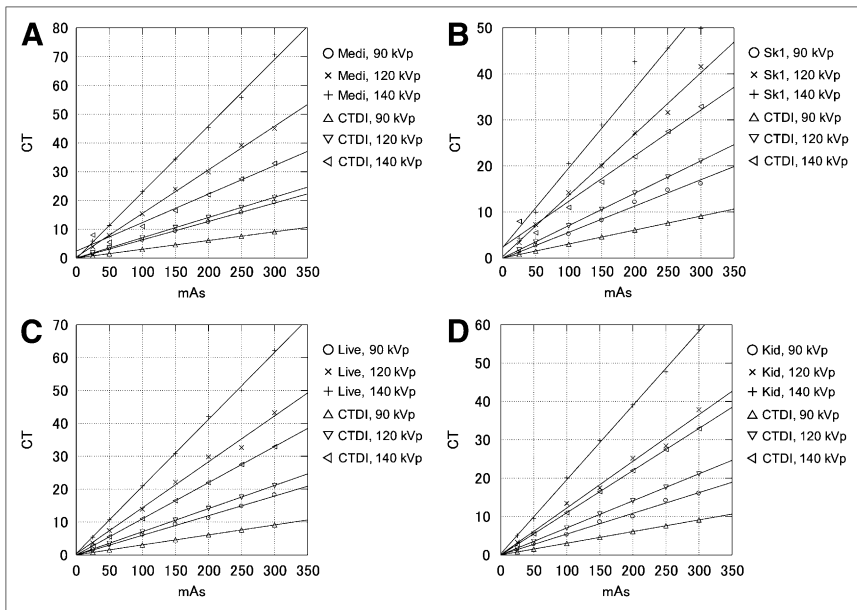 A
80
70
60
50
40
30
20
10
0
CT
0 50 100 150 200 250 300 350
mAs
Medi, 90 kVp
Medi, 120 kVp
Medi, 140 kVp
CTDI, 90 kVp
CTDI, 120 kVp
CTDI, 140 kVp
B
50
40
30
20
10
0
CT
0 50 100 150 200 250 300 350
mAs
Sk1, 90 kVp
Sk1, 120 kVp
Sk1, 140 kVp
CTDI, 90 kVp
CTDI, 120 kVp
CTDI, 140 kVp
C
70
60
50
40
30
20
10
0
CT
0 50 100 150 200 250 300 350
mAs
Live, 90 kVp
Live, 120 kVp
Live, 140 kVp
CTDI, 90 kVp
CTDI, 120 kVp
CTDI, 140 kVp
D
60
50
40
30
20
10
0
CT
0 50 100 150 200 250 300 350
mAs
Kid, 90 kVp
Kid, 120 kVp
Kid, 140 kVp
CTDI, 90 kVp
CTDI, 120 kVp
CTDI, 140 kVp